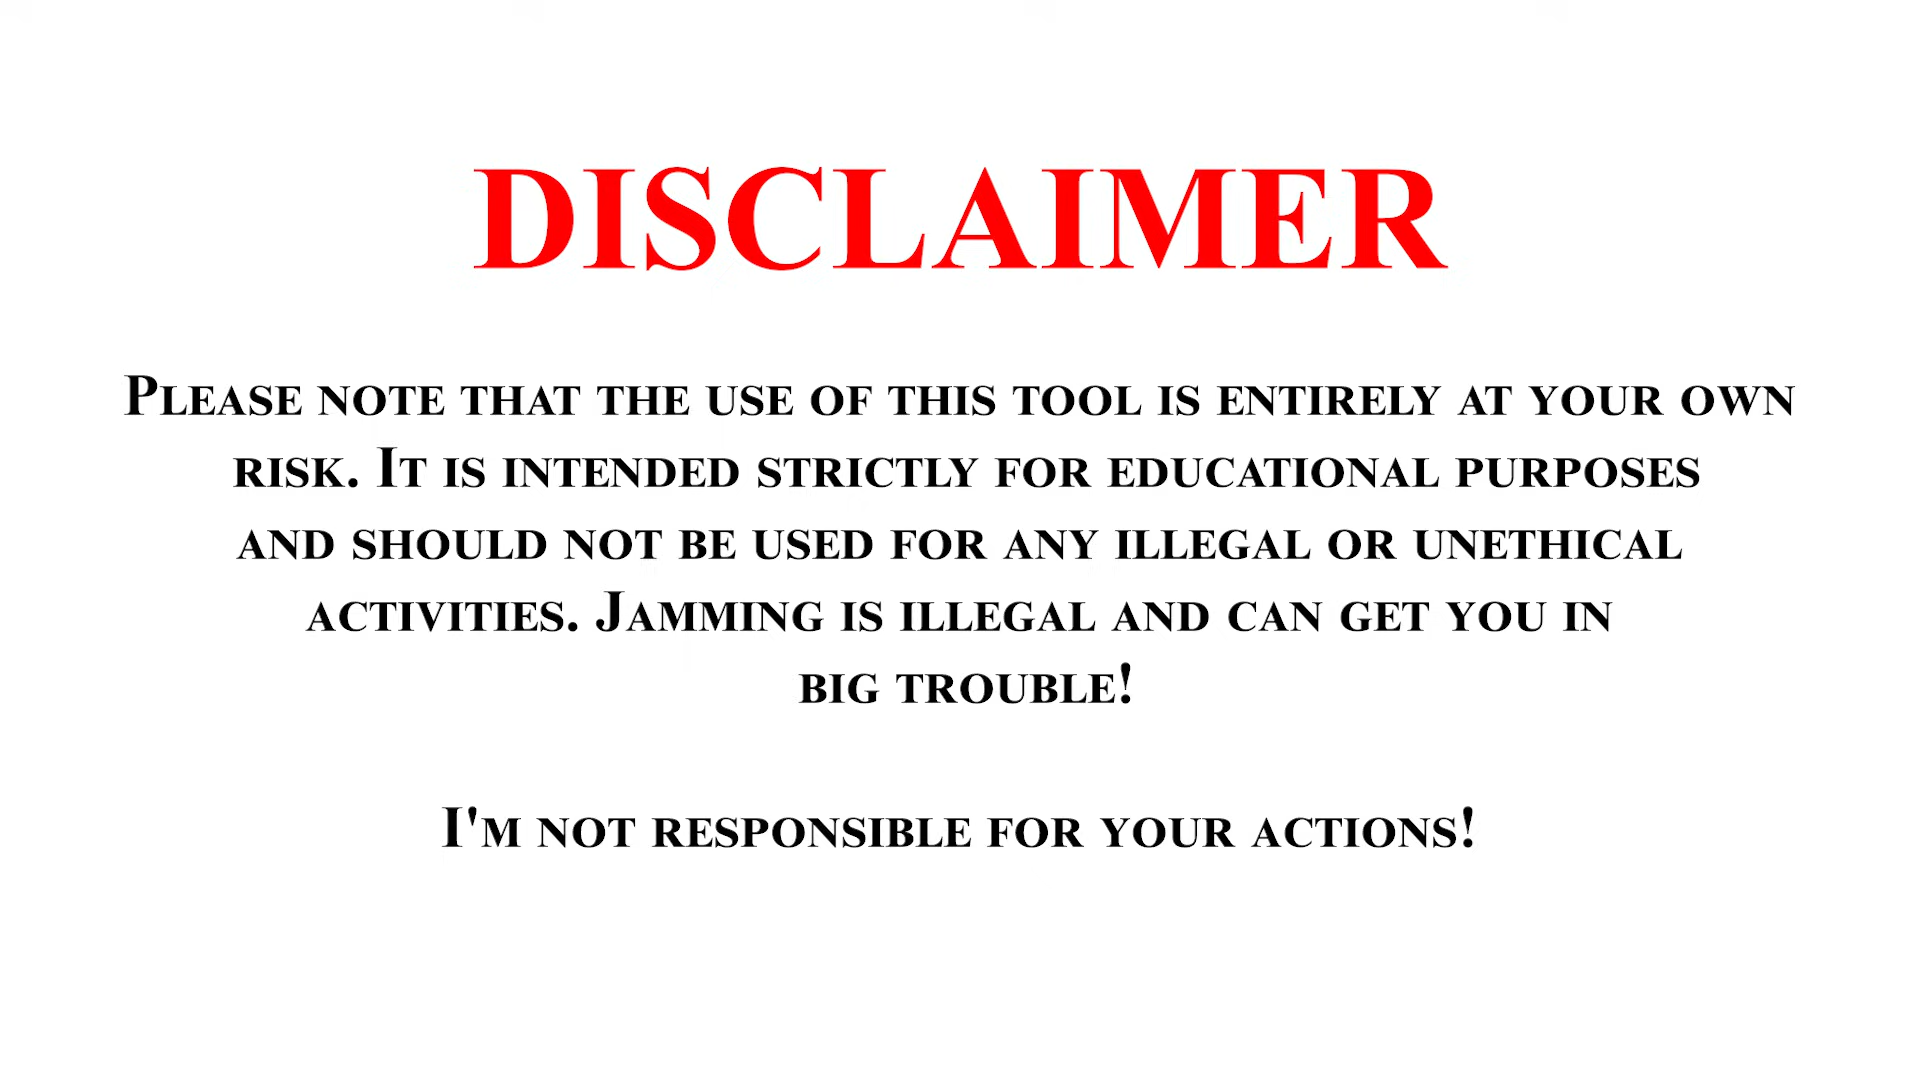 DISCLAIMER
Please note that the use of this tool is entirely at your own
risk. It is intended strictly for educational purposes
and should not be used for any illegal or unethical
activities. Jamming is illegal and can get you in
big trouble!
I'm not responsible for your actions!